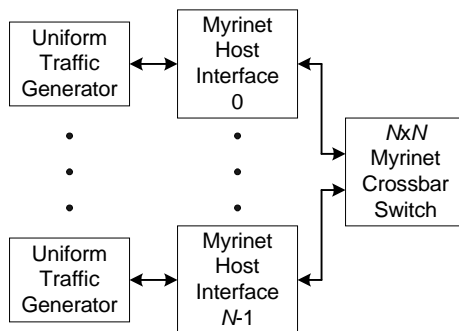 Uniform
Traffic
Generator
Myrinet
Host
Interface
0
NxN
Myrinet
Crossbar
Switch
Uniform
Traffic
Generator
Myrinet
Host
Interface
N-1